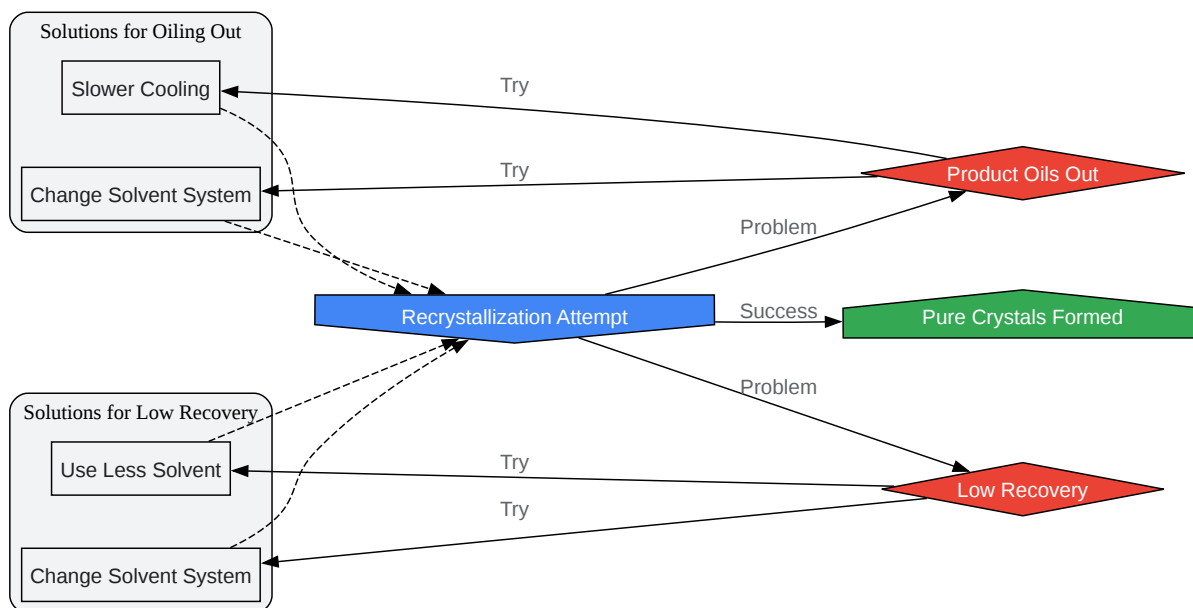 Solutions for Oiling Out
Slower Cooling
Change Solvent System
Try
Try
Product Oils Out
Problem
Recrystallization Attempt
Success
Pure Crystals Formed
Problem
Solutions for Low Recovery
Use Less Solvent
Change Solvent System
Try
Try
Low Recovery